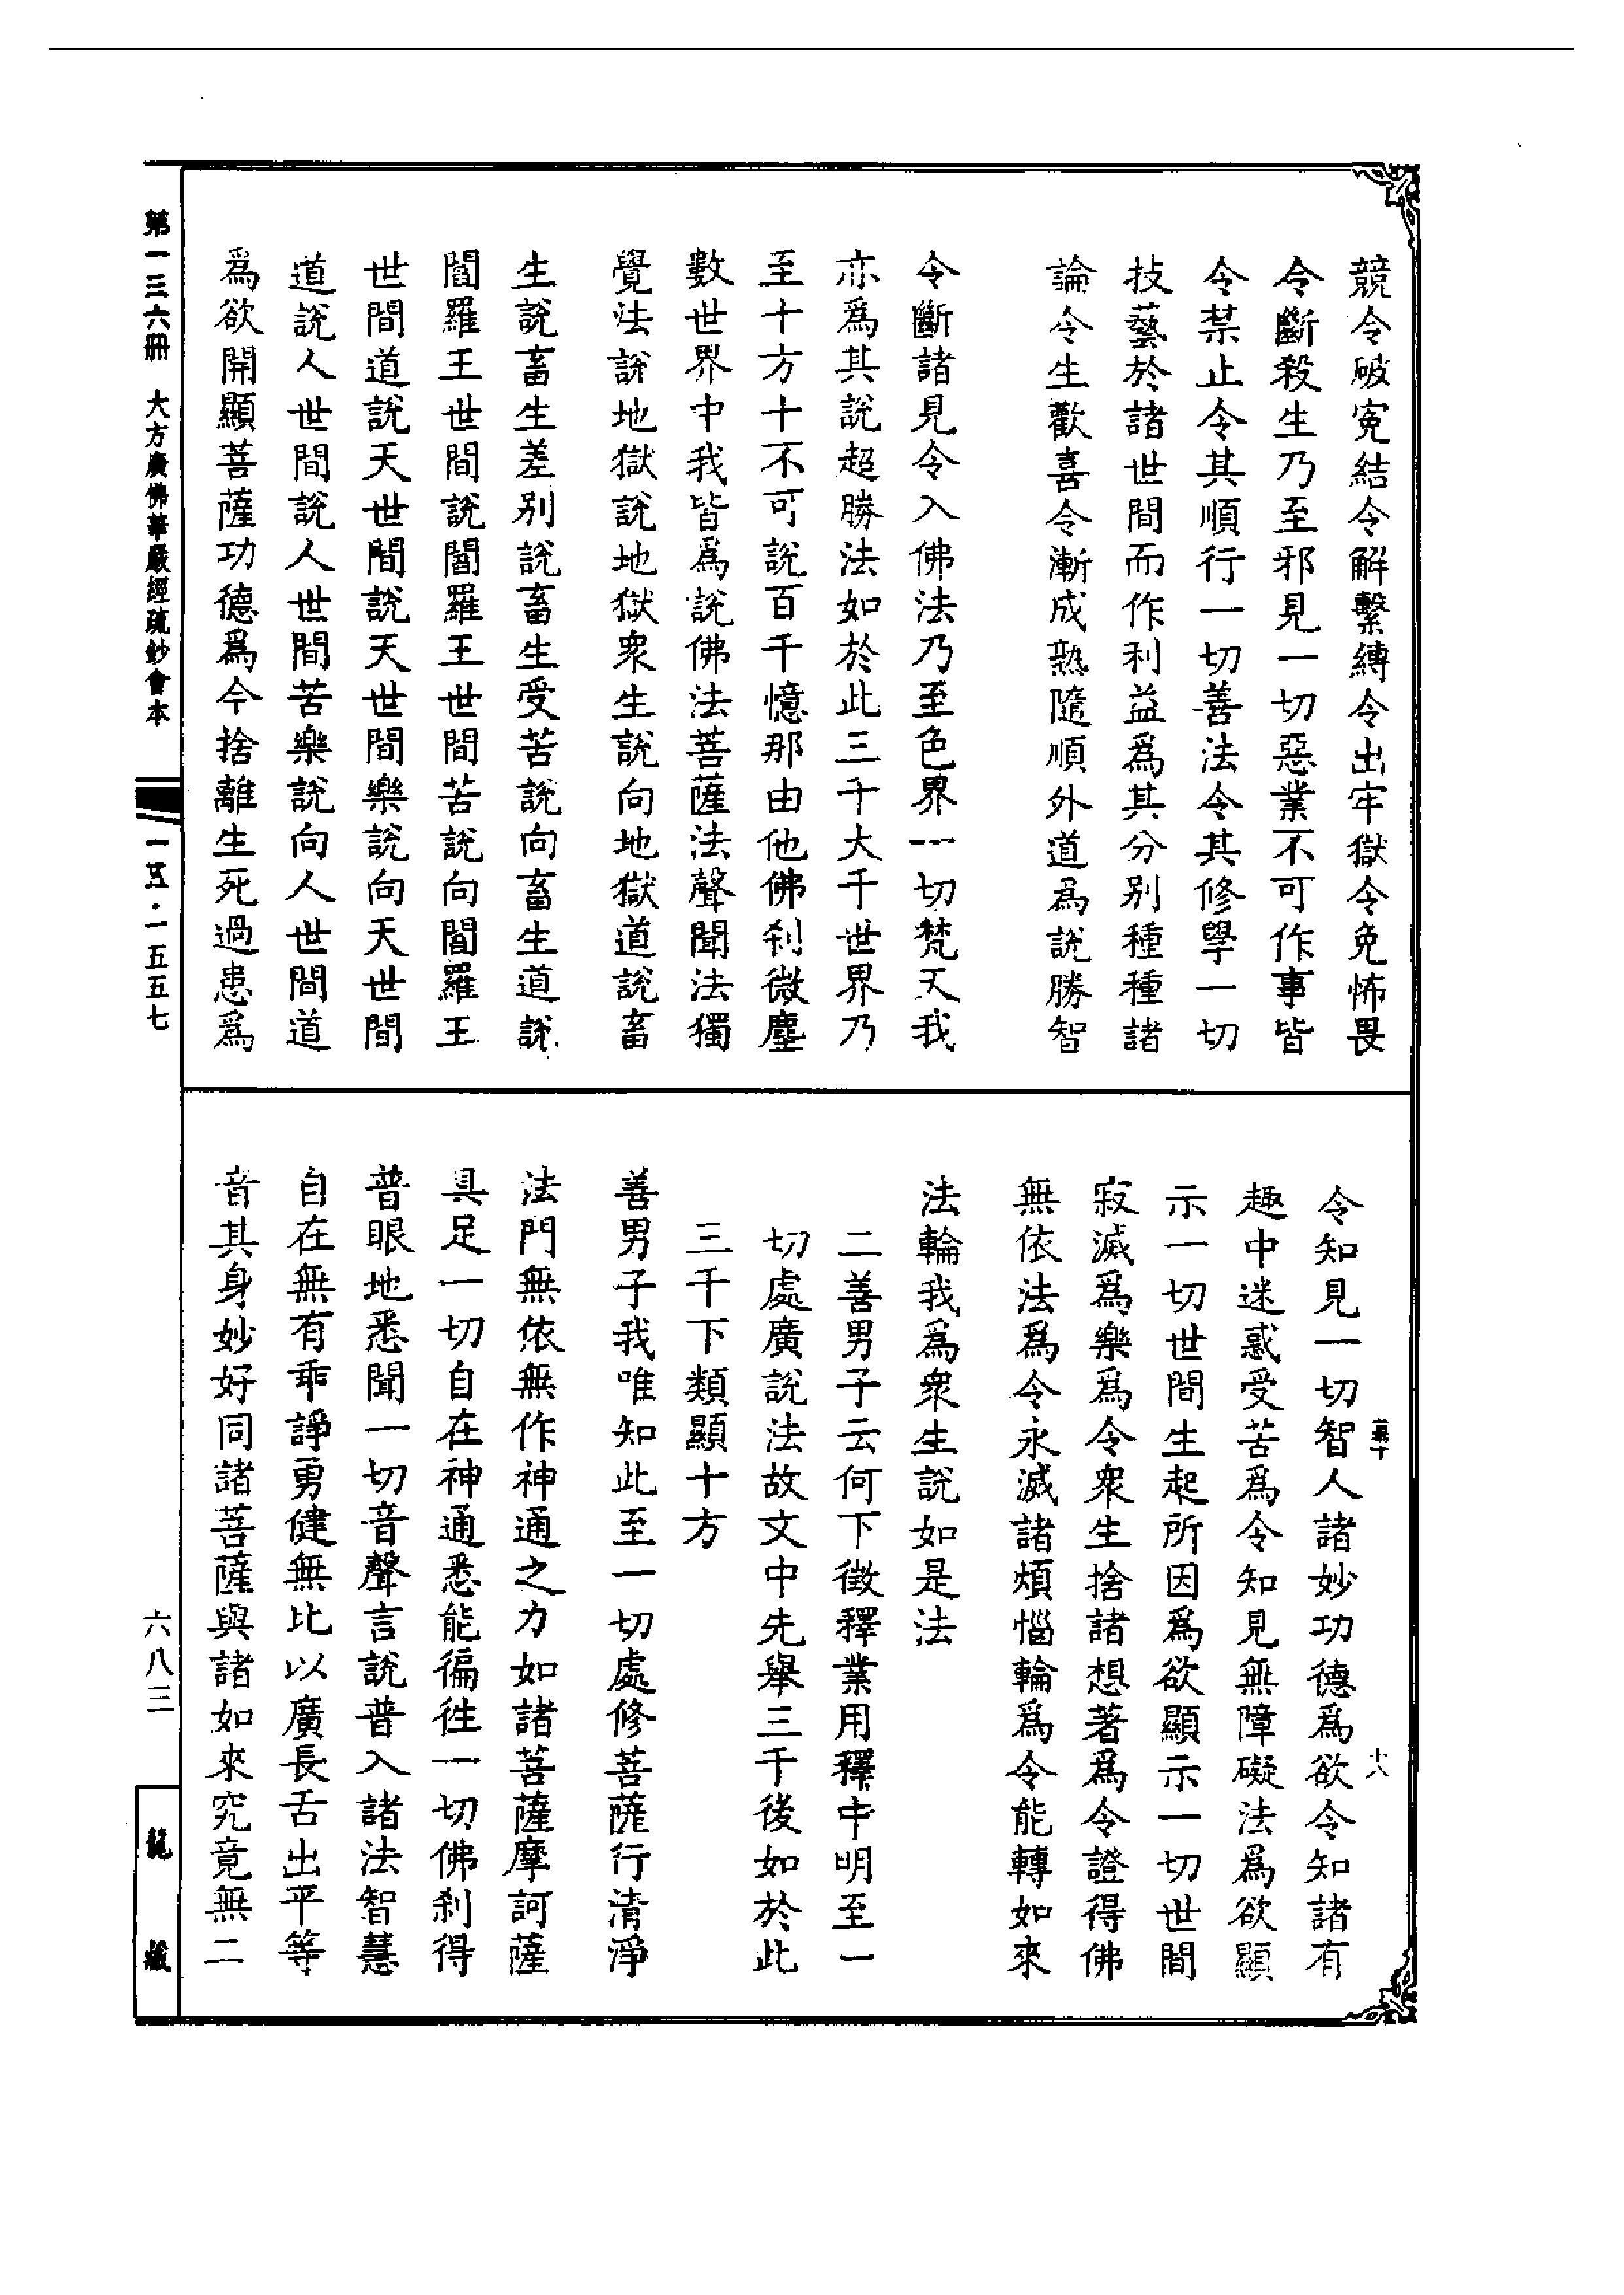 競令破寃結令解繫縛令出牢獄令免怖畏
令斷殺生乃至邪見一切惡業不可作事皆
令禁止令其順行一切善法令其修學一切
技藝於諸世間而作利益爲其分別種種諸
論令生歡喜令漸成熟隨順外道爲說勝智
令斷諸見令入佛法乃至色界一切梵天我
亦爲其說超勝法如於此三千大千世界乃
至十方十不可說百千憶那由他佛刹微塵
數世界中我皆爲說佛法菩薩法聲聞法獨
覺法說地獄說地獄衆生說向地獄道說畜
生說畜生差別說畜生受苦說向畜生道說
閻羅王世間說閻羅王世間苦說向閻羅王
世間道說天世間說天世間樂說向天世間
道說人世間說人世間苦樂說向人世間道
爲欲開顯菩薩功德爲令捨離生死過患爲
令知見一切智人諸妙功德爲欲令知諸有
趣中迷惑受苦爲令知見無障礙法爲欲顯
示一切世間生起所因爲欲顯示一切世間
寂滅爲樂爲令衆生捨諸想著爲令證得佛
無依法爲令永滅諸煩惱輪爲令能轉如來
法輪我爲衆生說如是法
二善男子云何下徵釋業用釋中明至一
切處廣說法故文中先舉三千後如於此
三千下類顯十方
善男子我唯知此至一切處修菩薩行清淨
法門無依無作神通之力如諸菩薩摩訶薩
具足一切自在神通悉能徧往一切佛刹得
普眼地悉聞一切音聲言說普入諸法智慧
自在無有乖諍勇健無比以廣長舌出平等
音其身妙好同諸菩薩與諸如來究竟無二
十八
第一三六冊 大方廣佛華嚴經疏鈔會本
一三五·一五五七
六八三
龍藏